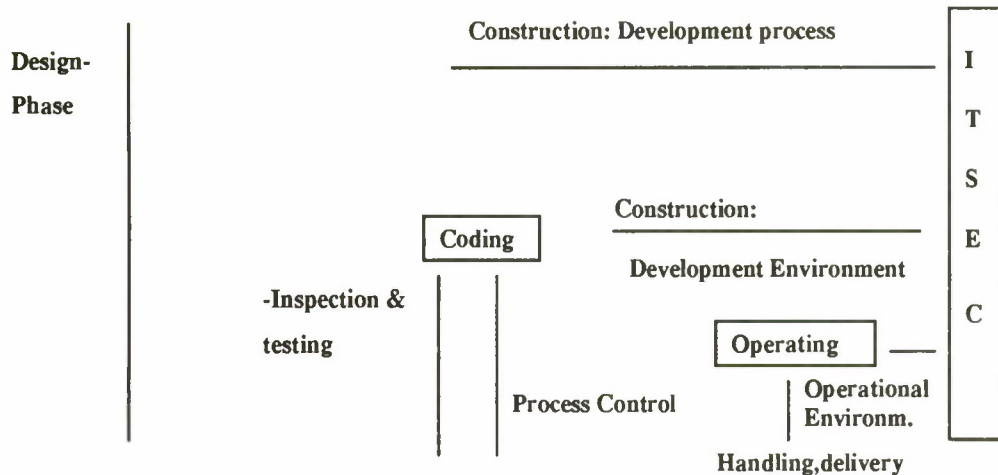 Construction: Development process
Design-
Phase
I
T
S
E
C
Construction:
Coding
Development Environment
-Inspection &
testing
Operating
Process Control
Operational
Environm.
Handling,delivery